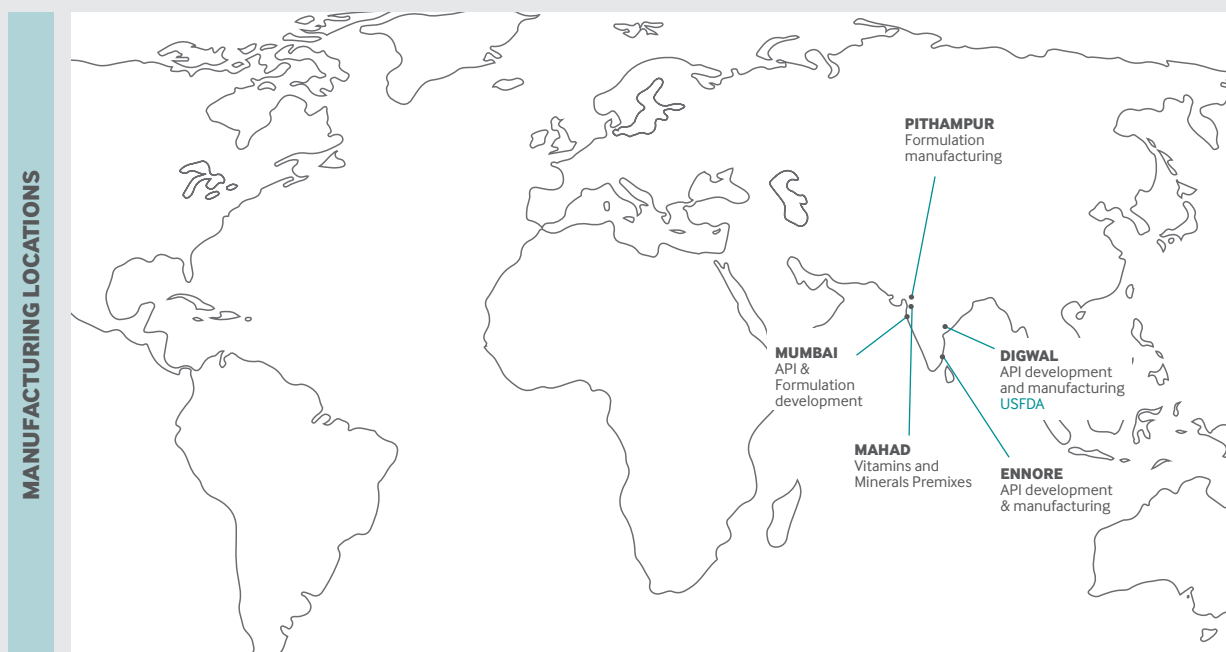 MANUFACTURING LOCATIONS
PITHAMPUR
Formulation
manufacturing
MUMBAI
API &
Formulation
development
DIGWAL
API development
and manufacturing
USFDA
MAHAD
Vitamins and
Minerals Premixes
ENNORE
API development
& manufacturing